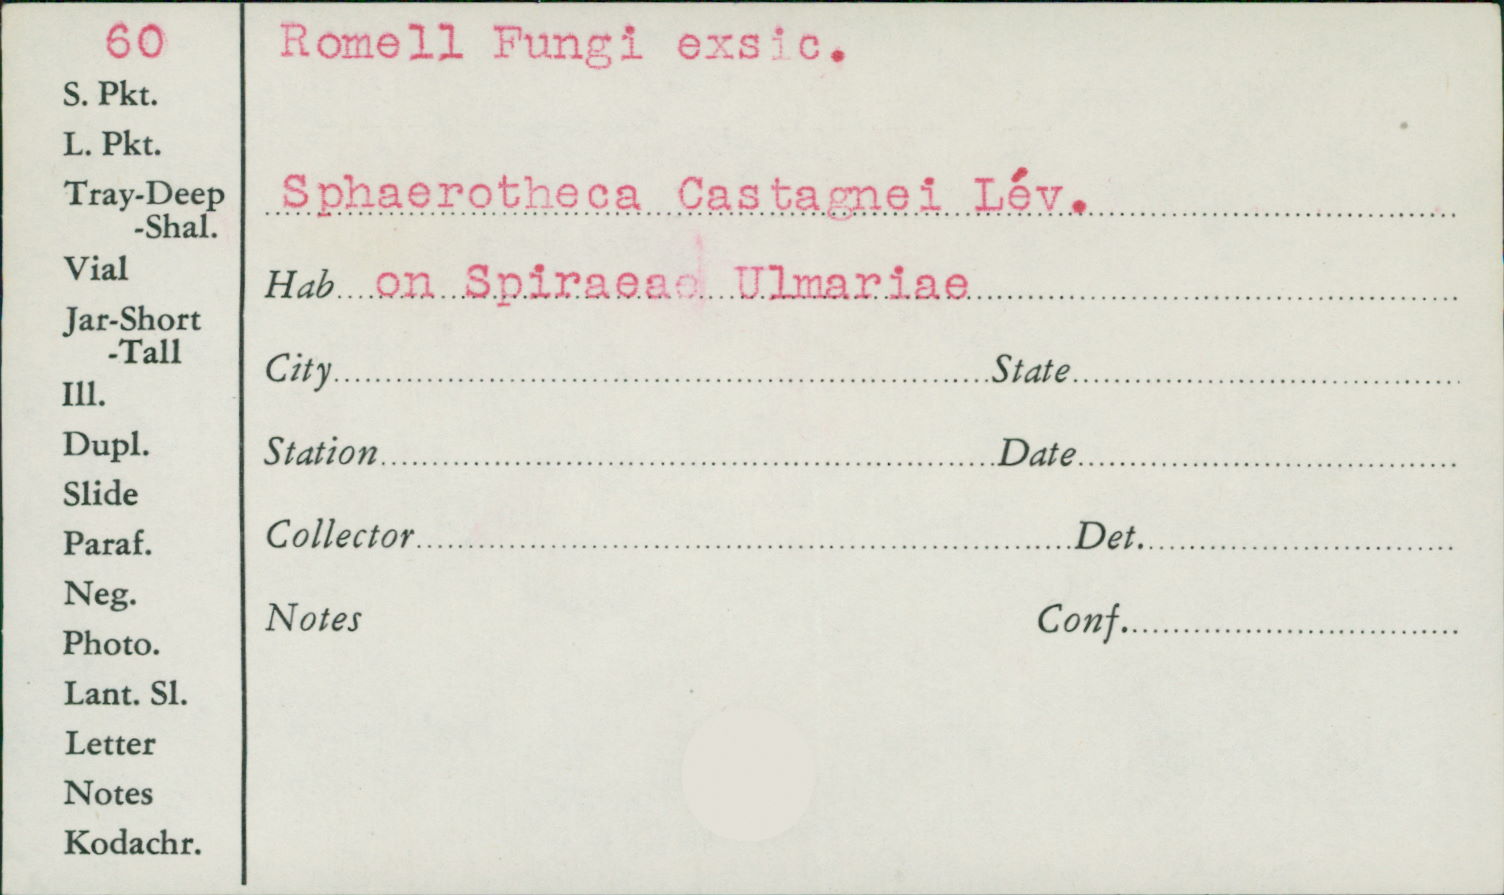 60 Romell Fungi exsic.
S. Pkt.
L. Pkt.
Tray-Deep
-Shal.
Sphaerotheca Castagnei Lév.
Vial
Hab on Spiraeae Ulmariae
Jar-Short
-Tall
City State
Ill.
Dupl.
Station Date
Slide
Paraf.
Collector Det.
Neg.
Notes Conf.
Photo.
Lant. Sl.
Letter
Notes
Kodachr.